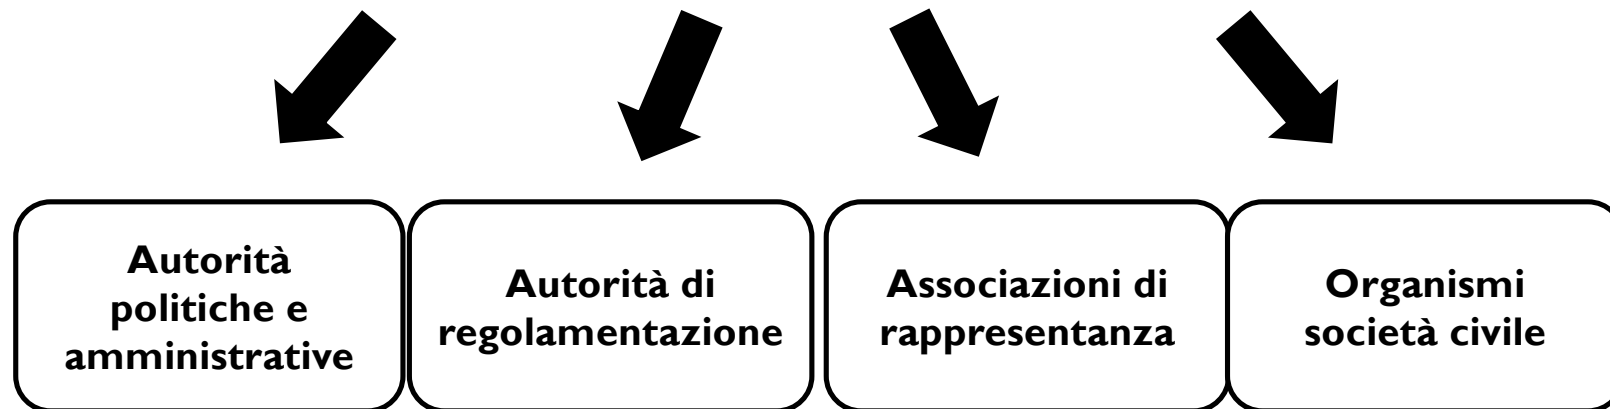 Autorità
politiche e
amministrative
Autorità di
regolamentazione
Associazioni di
rappresentanza
Organismi
società civile